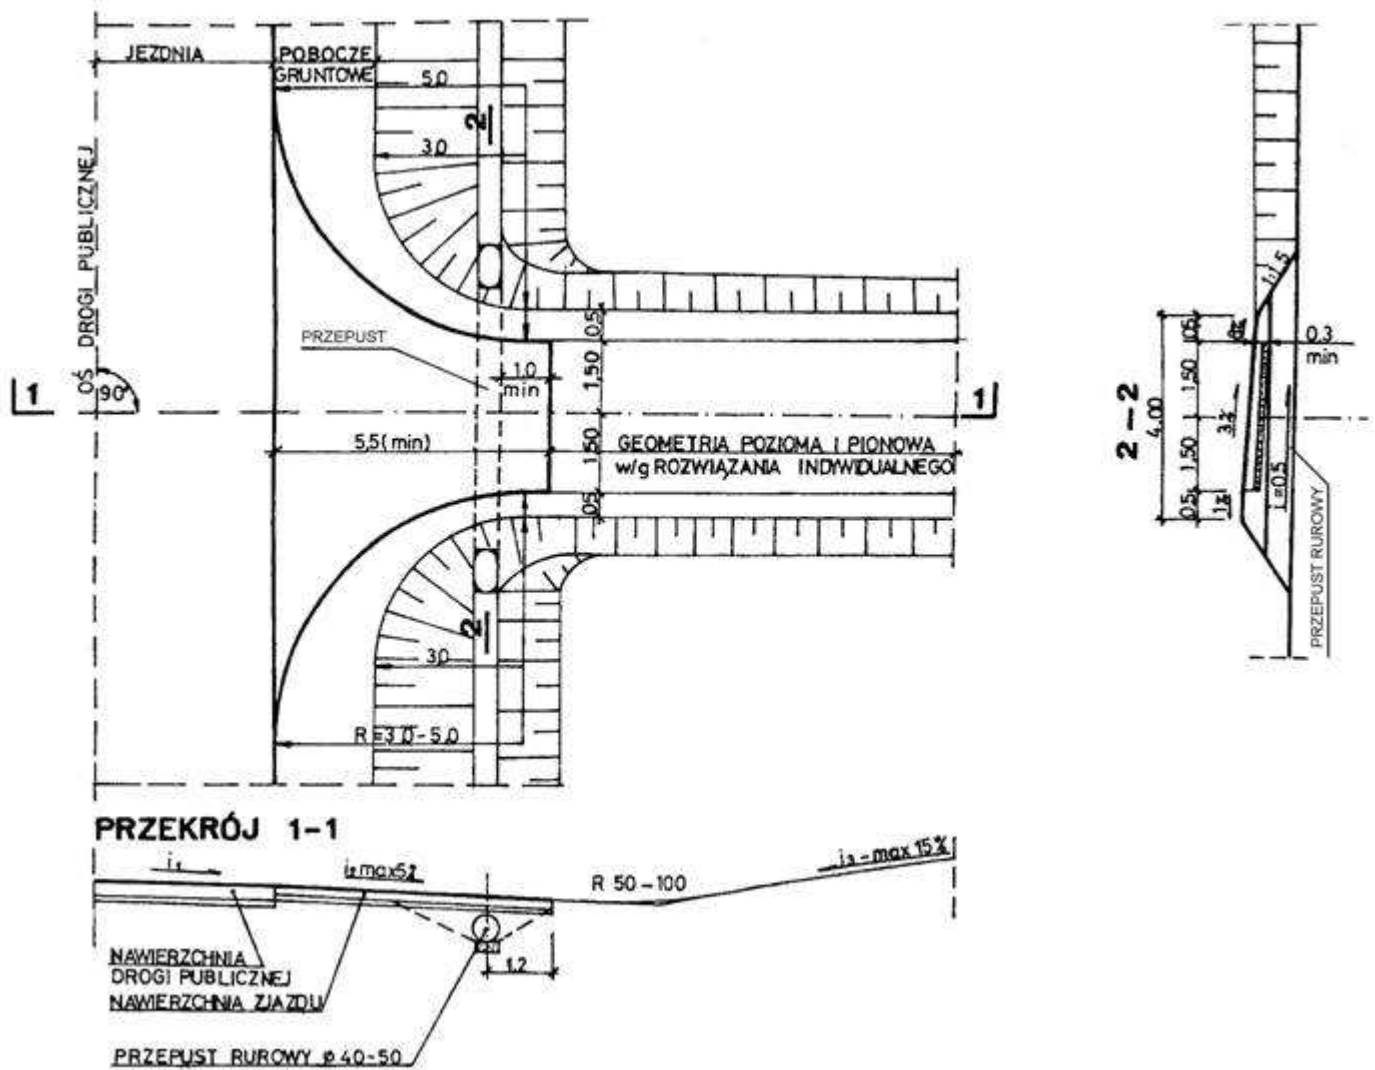 JEZDNIA
POBOCZE
GRUNTOWE
5,0
2
3,0
OŚ DROGI PUBLICZNEJ
90°
1
PRZEPUST
1,0
min
0,5
1,50
1
5,5(min)
1,50
GEOMETRIA POZIOMA I PIONOWA
w/g ROZWIĄZANIA INDYWIDUALNEGO
0,5
2
3,0
R=3,0-5,0
2-2
4.00
0,5
1,50
1,50
0,5
1:1,5
0.3
min
3%
i=0.5
PRZEPUST RUROWY
PRZEKRÓJ 1-1
i₁
i₂ max5%
R 50-100
i₃-max 15%
NAWIERZCHNIA
DROGI PUBLICZNEJ
NAWIERZCHNIA ZJAZDU
1,2
PRZEPUST RUROWY ø 40-50